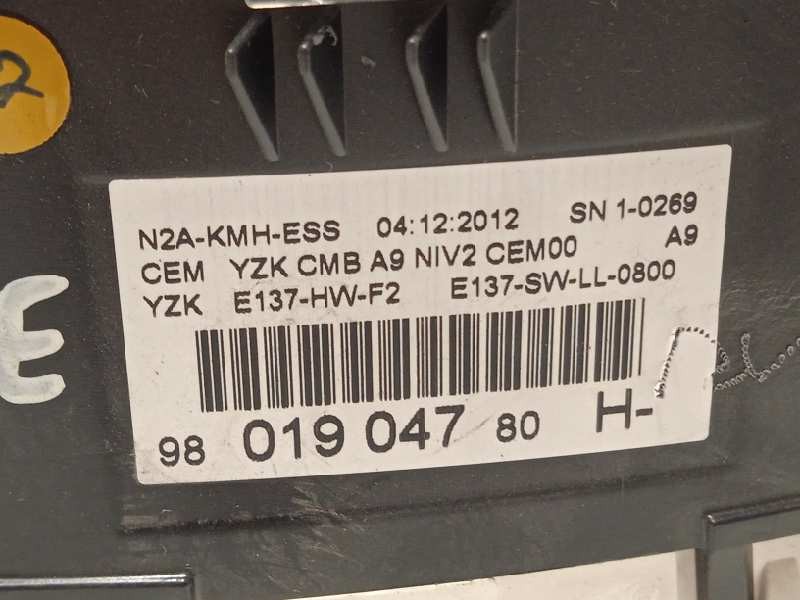 2
N2A-KMH-ESS 04:12:2012 SN 1-0269
CEM YZK CMB A9 NIV2 CEM00 A9
YZK E137-HW-F2 E137-SW-LL-0800
E
98 019 047 80 H-